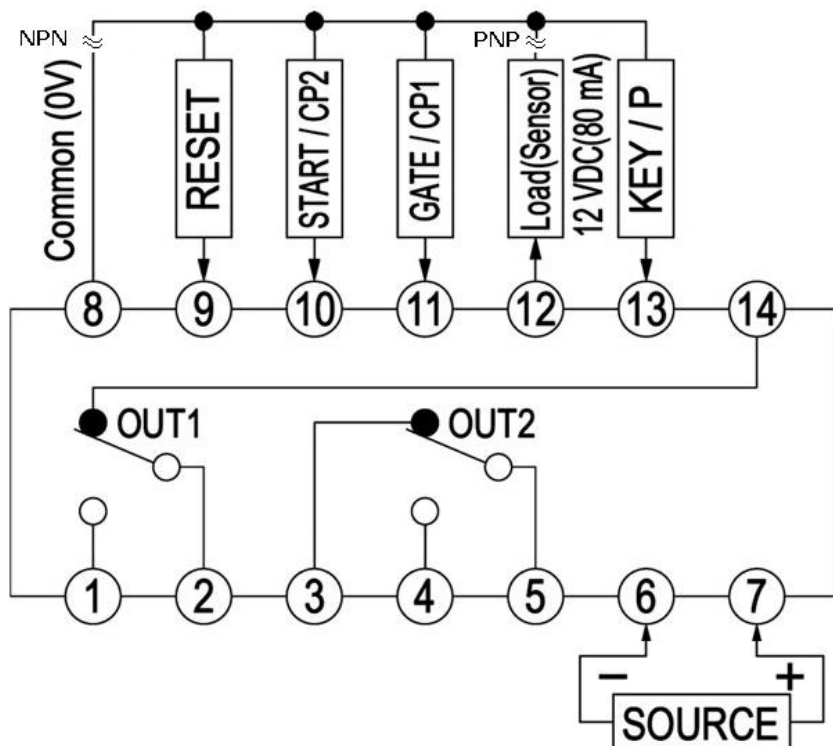 NPN
PNP
Common (0V)
RESET
START / CP2
GATE / CP1
Load(Sensor)
12 VDC(80 mA)
KEY / P
8
9
10
11
12
13
14
OUT1
OUT2
1
2
3
4
5
6
7
− +
SOURCE